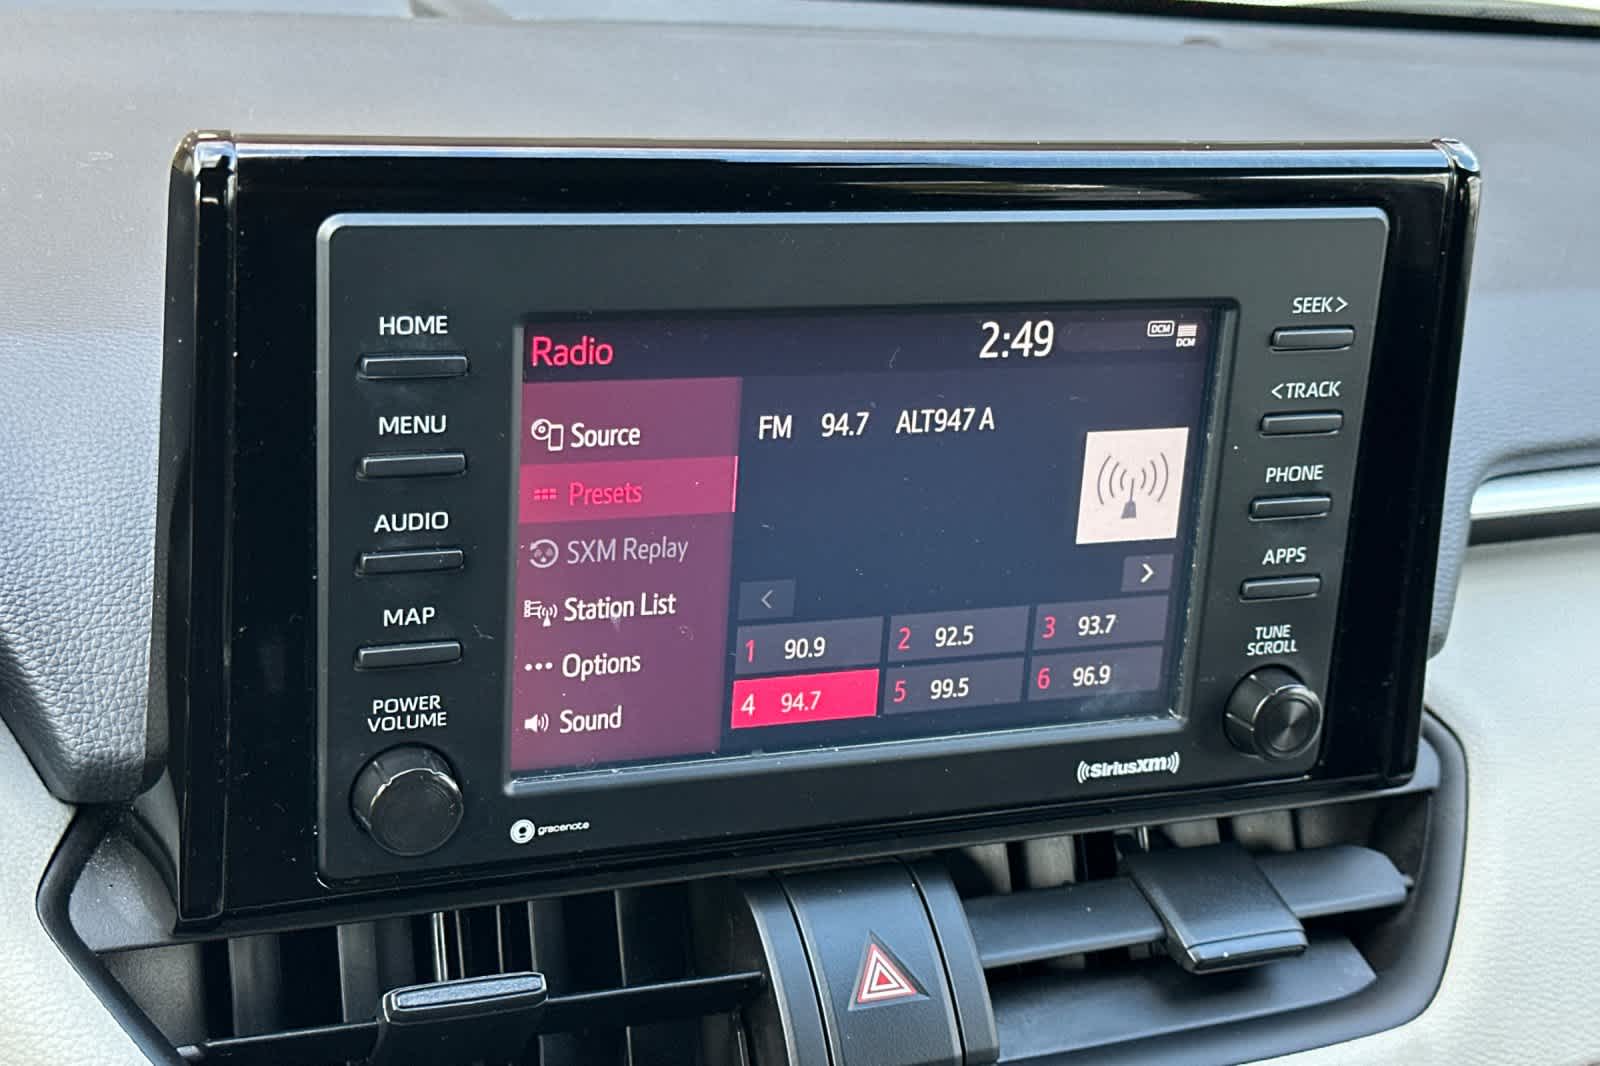 HOME
MENU
AUDIO
MAP
POWER
VOLUME
Radio
2:49
DCM
DCM
Source
Presets
SXM Replay
Station List
Options
Sound
FM 94.7 ALT947 A
<
>
1 90.9
2 92.5
3 93.7
4 94.7
5 99.5
6 96.9
SEEK >
< TRACK
PHONE
APPS
TUNE
SCROLL
gracenote
SiriusXM